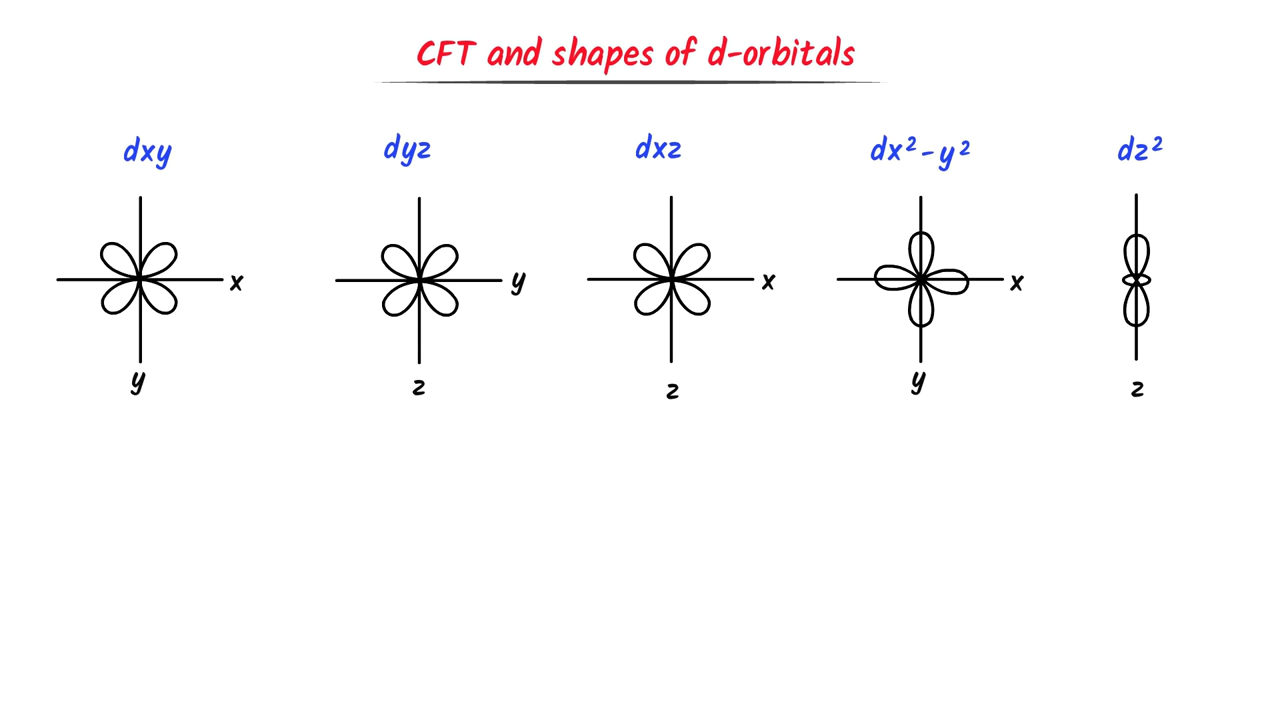 CFT and shapes of d-orbitals
dxy dyz dxz dx²-y² dz²
x y x x
y z z y z